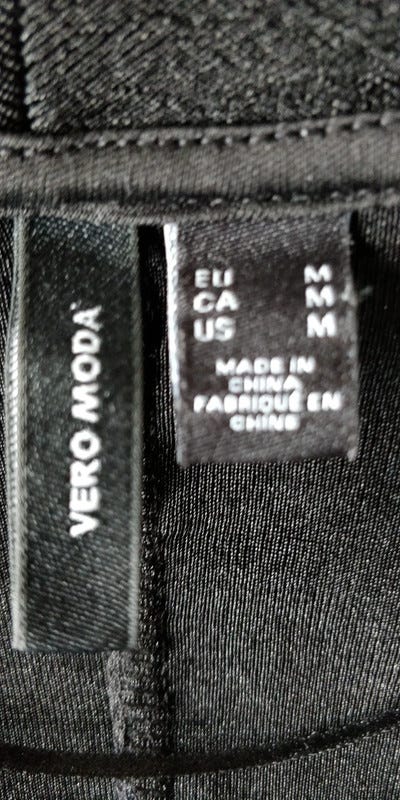 VERO MODA
EU M
CA M
US M
MADE IN
CHINA
FABRIQUÉ EN
CHINE